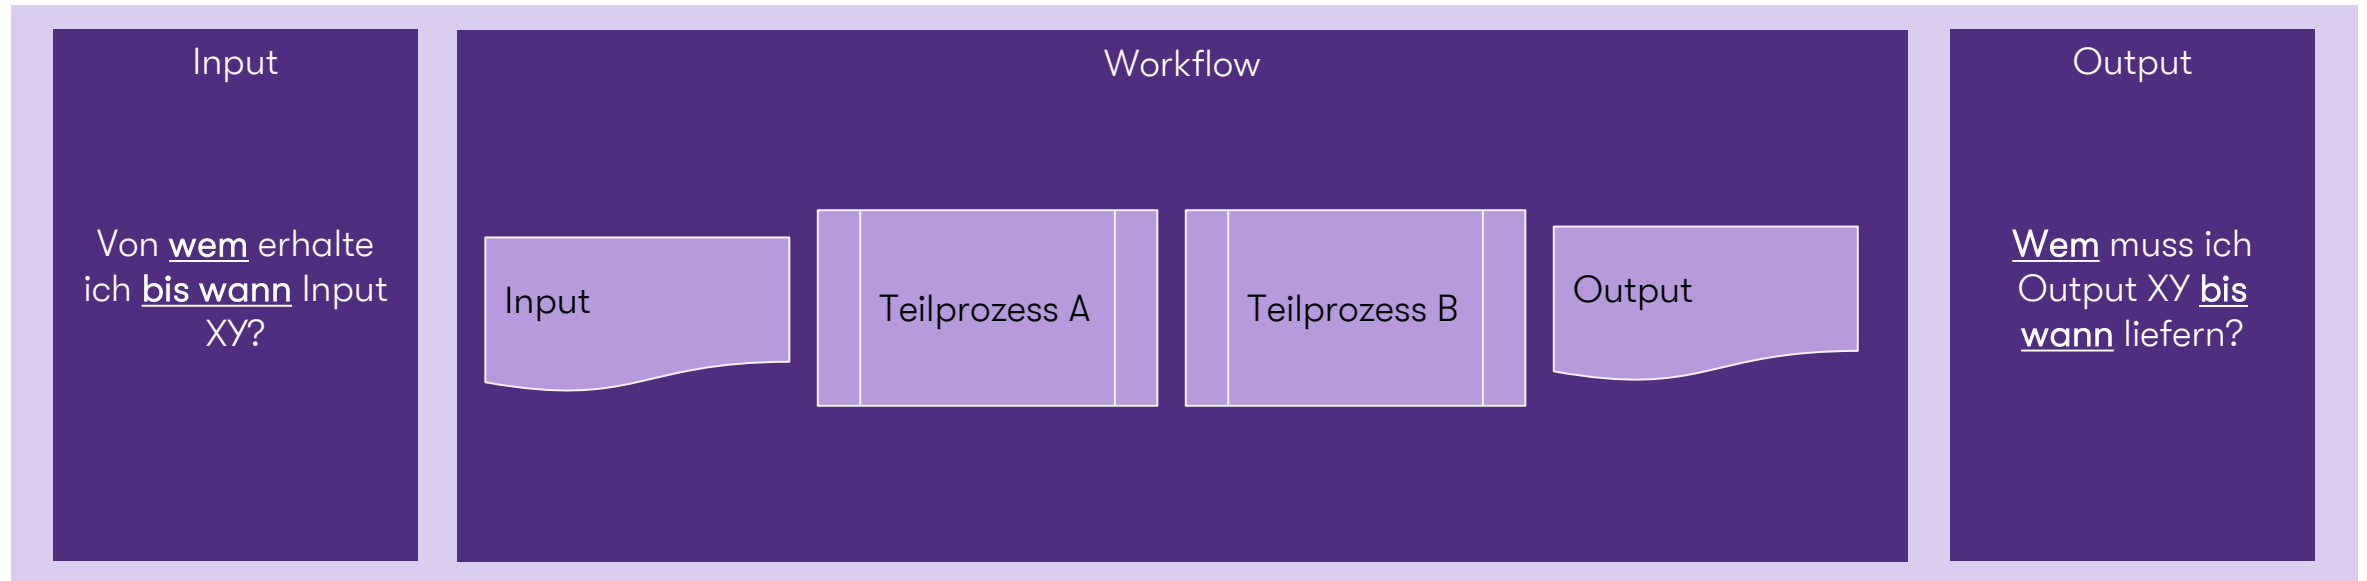 Input
Von wem erhalte
ich bis wann Input
XY?
Workflow
Input
Teilprozess A
Teilprozess B
Output
Output
Wem muss ich
Output XY bis
wann liefern?